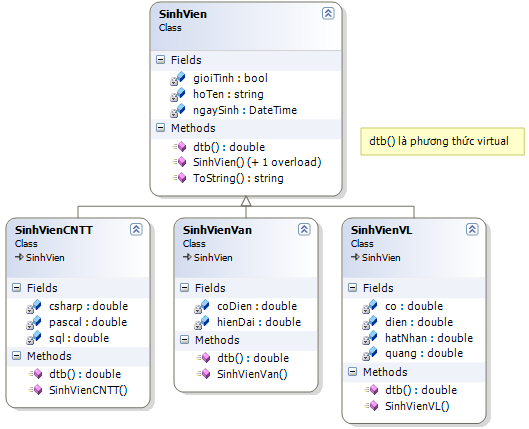 SinhVien
Class
Fields
gioiTinh : bool
hoTen : string
ngaySinh : DateTime
Methods
dtb() : double
SinhVien() (+ 1 overload)
ToString() : string
dtb() là phương thức virtual
SinhVienCNTT
Class
SinhVien
Fields
csharp : double
pascal : double
sql : double
Methods
dtb() : double
SinhVienCNTT()
SinhVienVan
Class
SinhVien
Fields
coDien : double
hienDai : double
Methods
dtb() : double
SinhVienVan()
SinhVienVL
Class
SinhVien
Fields
co : double
dien : double
hatNhan : double
quang : double
Methods
dtb() : double
SinhVienVL()